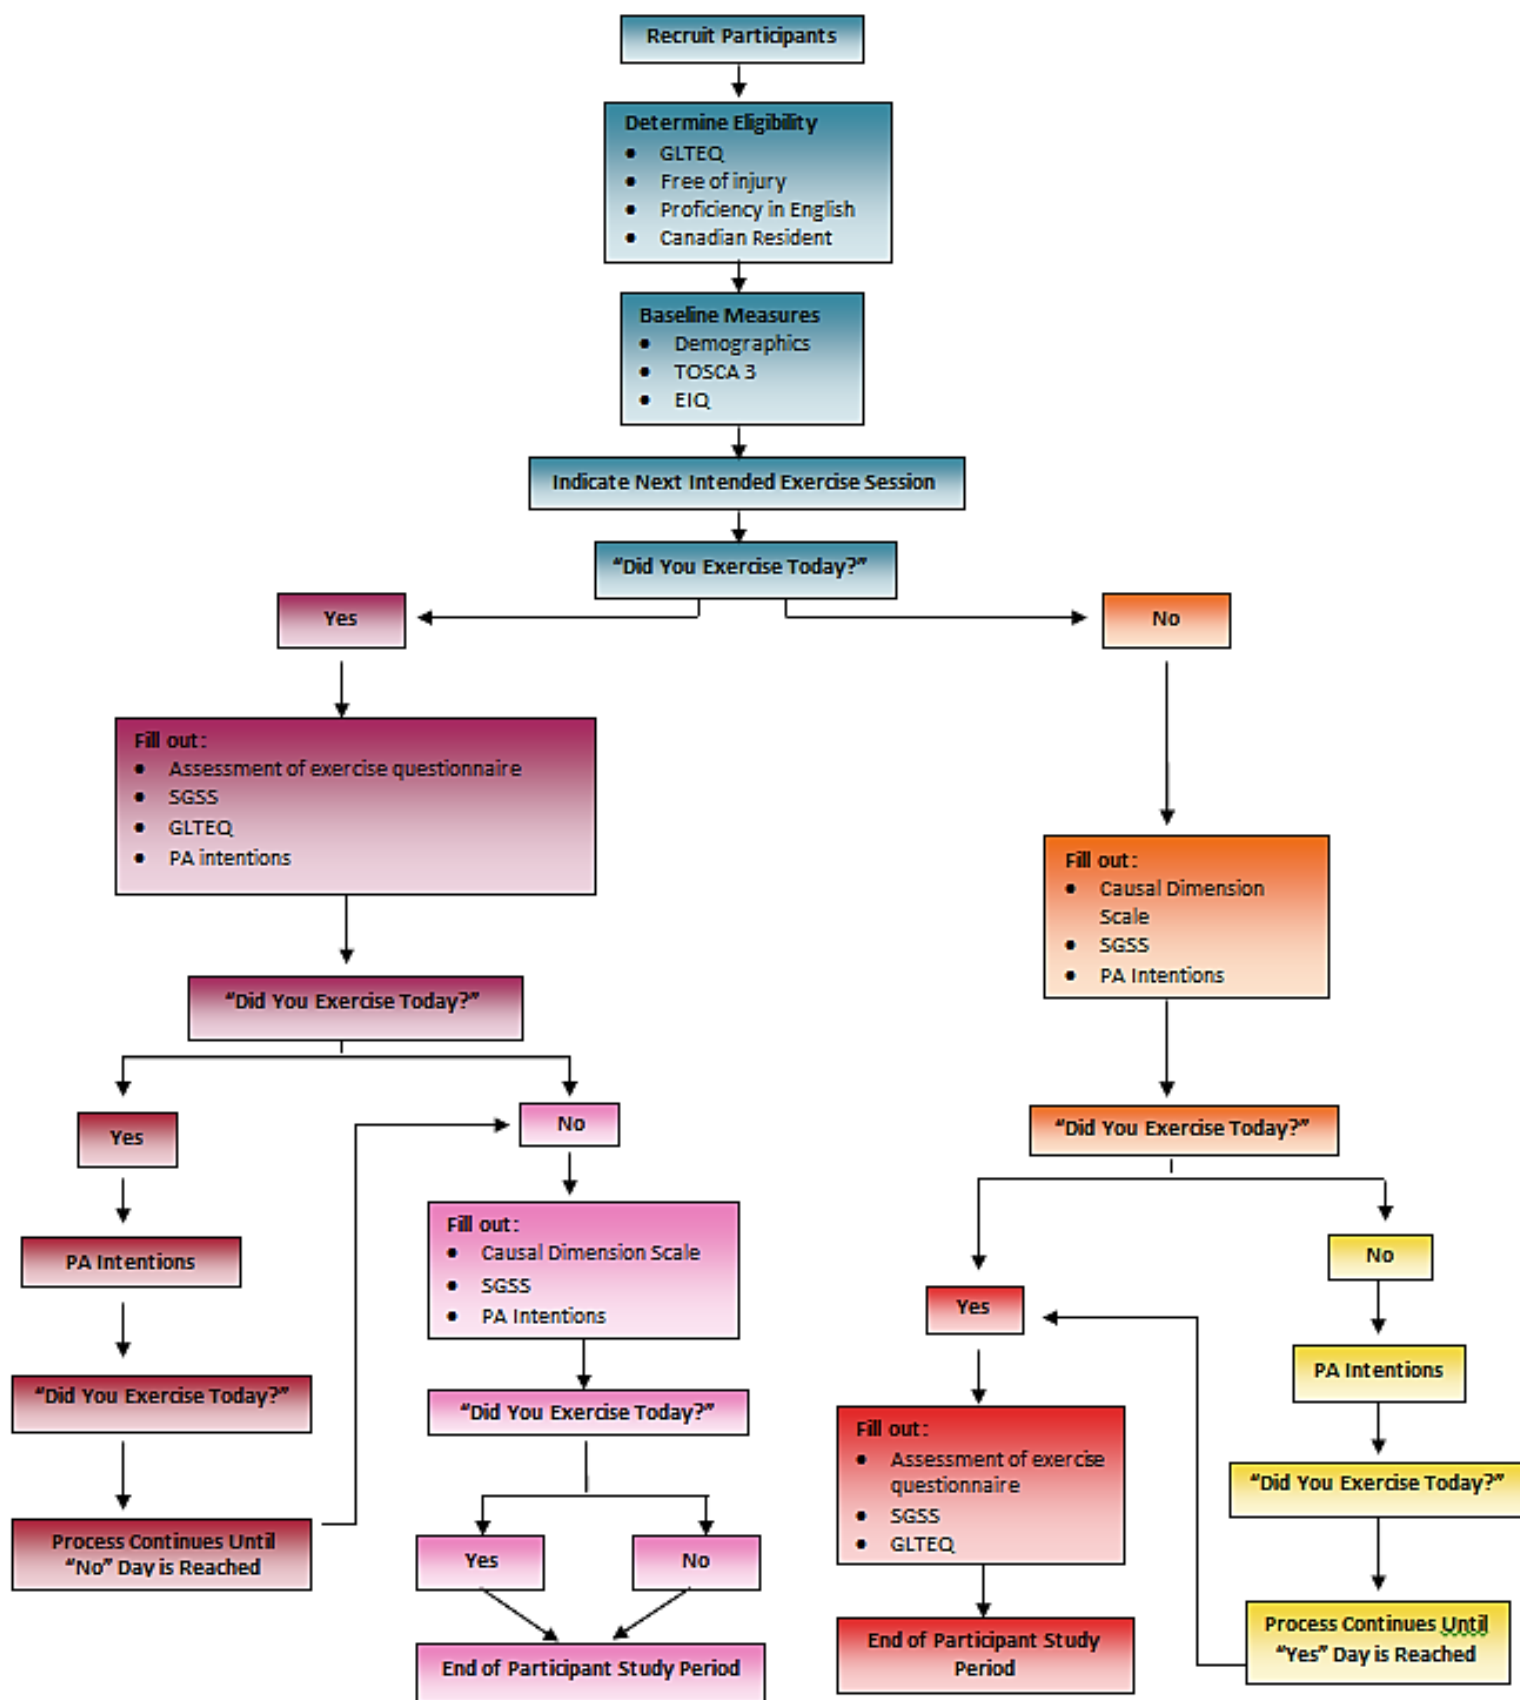 Recruit Participants
Determine Eligibility
• GLTEQ
• Free of injury
• Proficiency in English
• Canadian Resident
Baseline Measures
• Demographics
• TOSCA 3
• EIQ
Indicate Next Intended Exercise Session
“Did You Exercise Today?”
Yes
No
Fill out:
• Assessment of exercise questionnaire
• SGSS
• GLTEQ
• PA intentions
Fill out:
• Causal Dimension
Scale
• SGSS
• PA Intentions
“Did You Exercise Today?”
“Did You Exercise Today?”
Yes
No
PA Intentions
Fill out:
• Causal Dimension Scale
• SGSS
• PA Intentions
“Did You Exercise Today?”
“Did You Exercise Today?”
Process Continues Until
“No” Day is Reached
Yes
No
End of Participant Study Period
Yes
No
PA Intentions
Fill out:
• Assessment of exercise
questionnaire
• SGSS
• GLTEQ
“Did You Exercise Today?”
End of Participant Study
Period
Process Continues Until
“Yes” Day is Reached